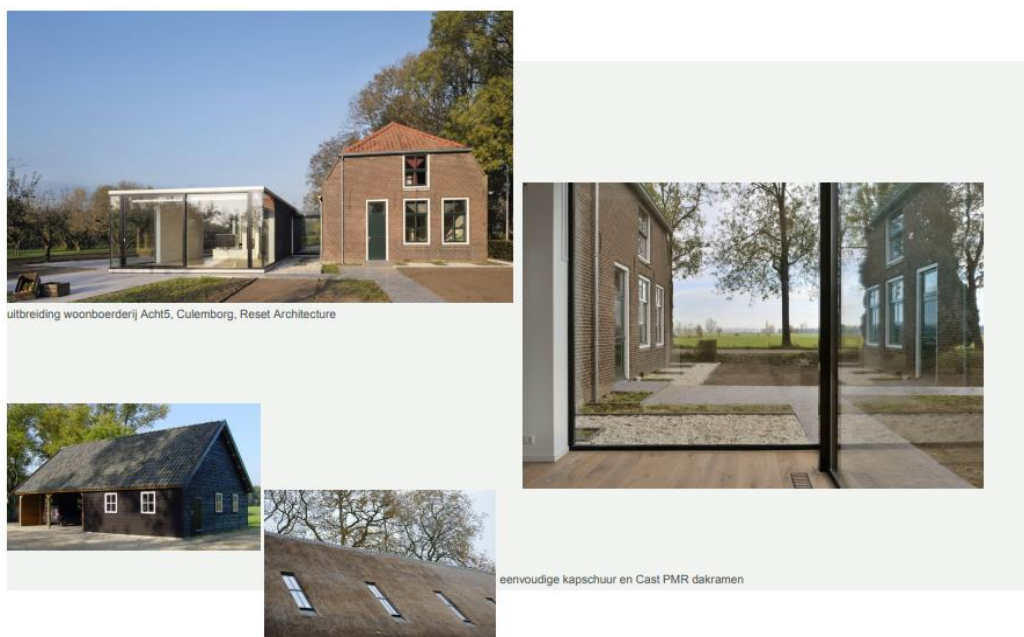 uitbreiding woonboerderij Acht5, Culemborg, Reset Architecture
eenvoudige kapschuur en Cast PMR dakramen